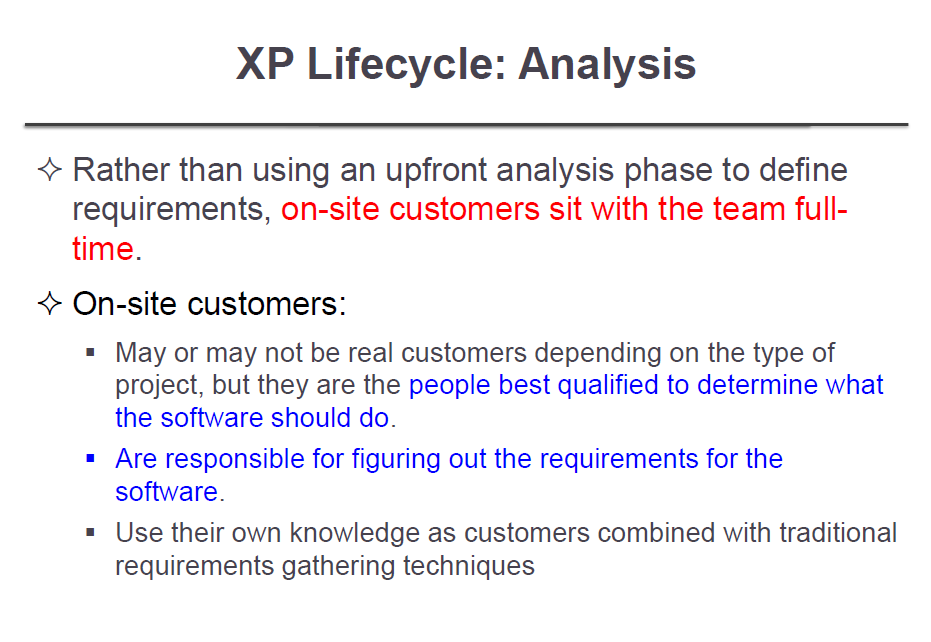 XP Lifecycle: Analysis
✧ Rather than using an upfront analysis phase to define
requirements, on-site customers sit with the team full-
time.
✧ On-site customers:
▪ May or may not be real customers depending on the type of
project, but they are the people best qualified to determine what
the software should do.
▪ Are responsible for figuring out the requirements for the
software.
▪ Use their own knowledge as customers combined with traditional
requirements gathering techniques